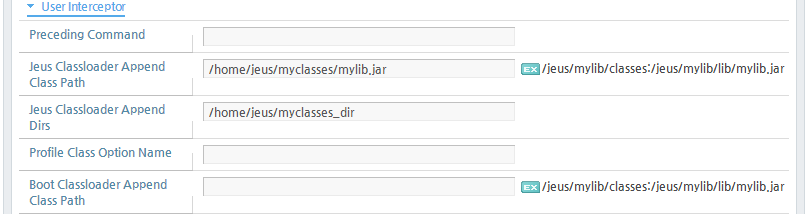 User Interceptor
Preceding Command
Jeus Classloader Append
Class Path
/home/jeus/myclasses/mylib.jar
EX /jeus/mylib/classes:/jeus/mylib/lib/mylib.jar
Jeus Classloader Append
Dirs
/home/jeus/myclasses_dir
Profile Class Option Name
Boot Classloader Append
Class Path
EX /jeus/mylib/classes:/jeus/mylib/lib/mylib.jar